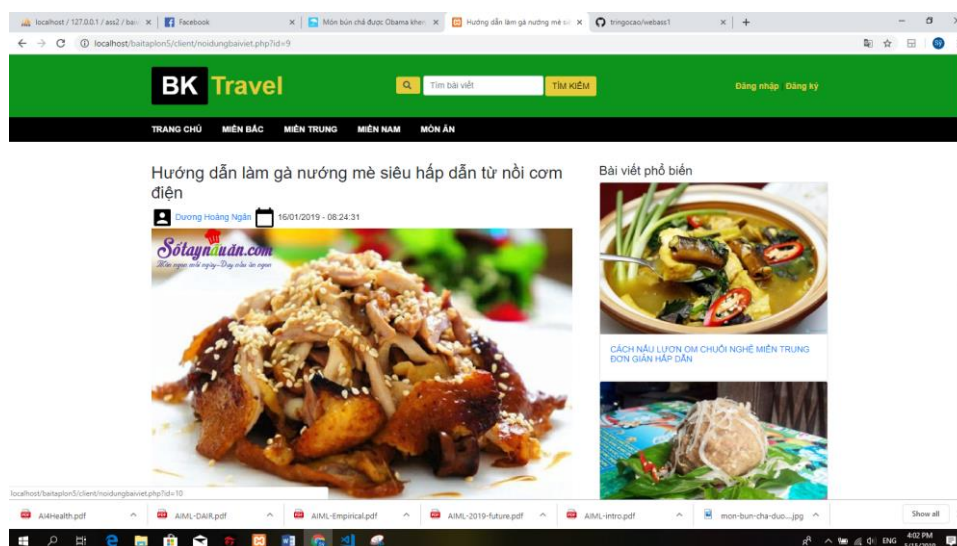 localhost / 127.0.0.1 / ass2 / bai
Facebook
Món bún chả được Obama khen
Hướng dẫn làm gà nướng mè si
tringocao/webass1
localhost/baitaplon5/client/noidungbaiviet.php?id=9
BK Travel
Tìm bài viết
TÌM KIẾM
Đăng nhập Đăng ký
TRANG CHỦ MIỀN BẮC MIỀN TRUNG MIỀN NAM MÓN ĂN
Hướng dẫn làm gà nướng mè siêu hấp dẫn từ nồi cơm
điện
Dương Hoàng Ngân 16/01/2019 - 08:24:31
Sổtaynấuăn.com
Bài viết phổ biến
CÁCH NẤU LƯƠN OM CHUỐI NGHỆ MIỀN TRUNG
ĐƠN GIẢN HẤP DẪN
localhost/baitaplon5/client/noidungbaiviet.php?id=10
AI4Health.pdf
AIML-DAIR.pdf
AIML-Empirical.pdf
AIML-2019-future.pdf
AIML-intro.pdf
mon-bun-cha-duo....jpg
Show all
ENG
4:02 PM